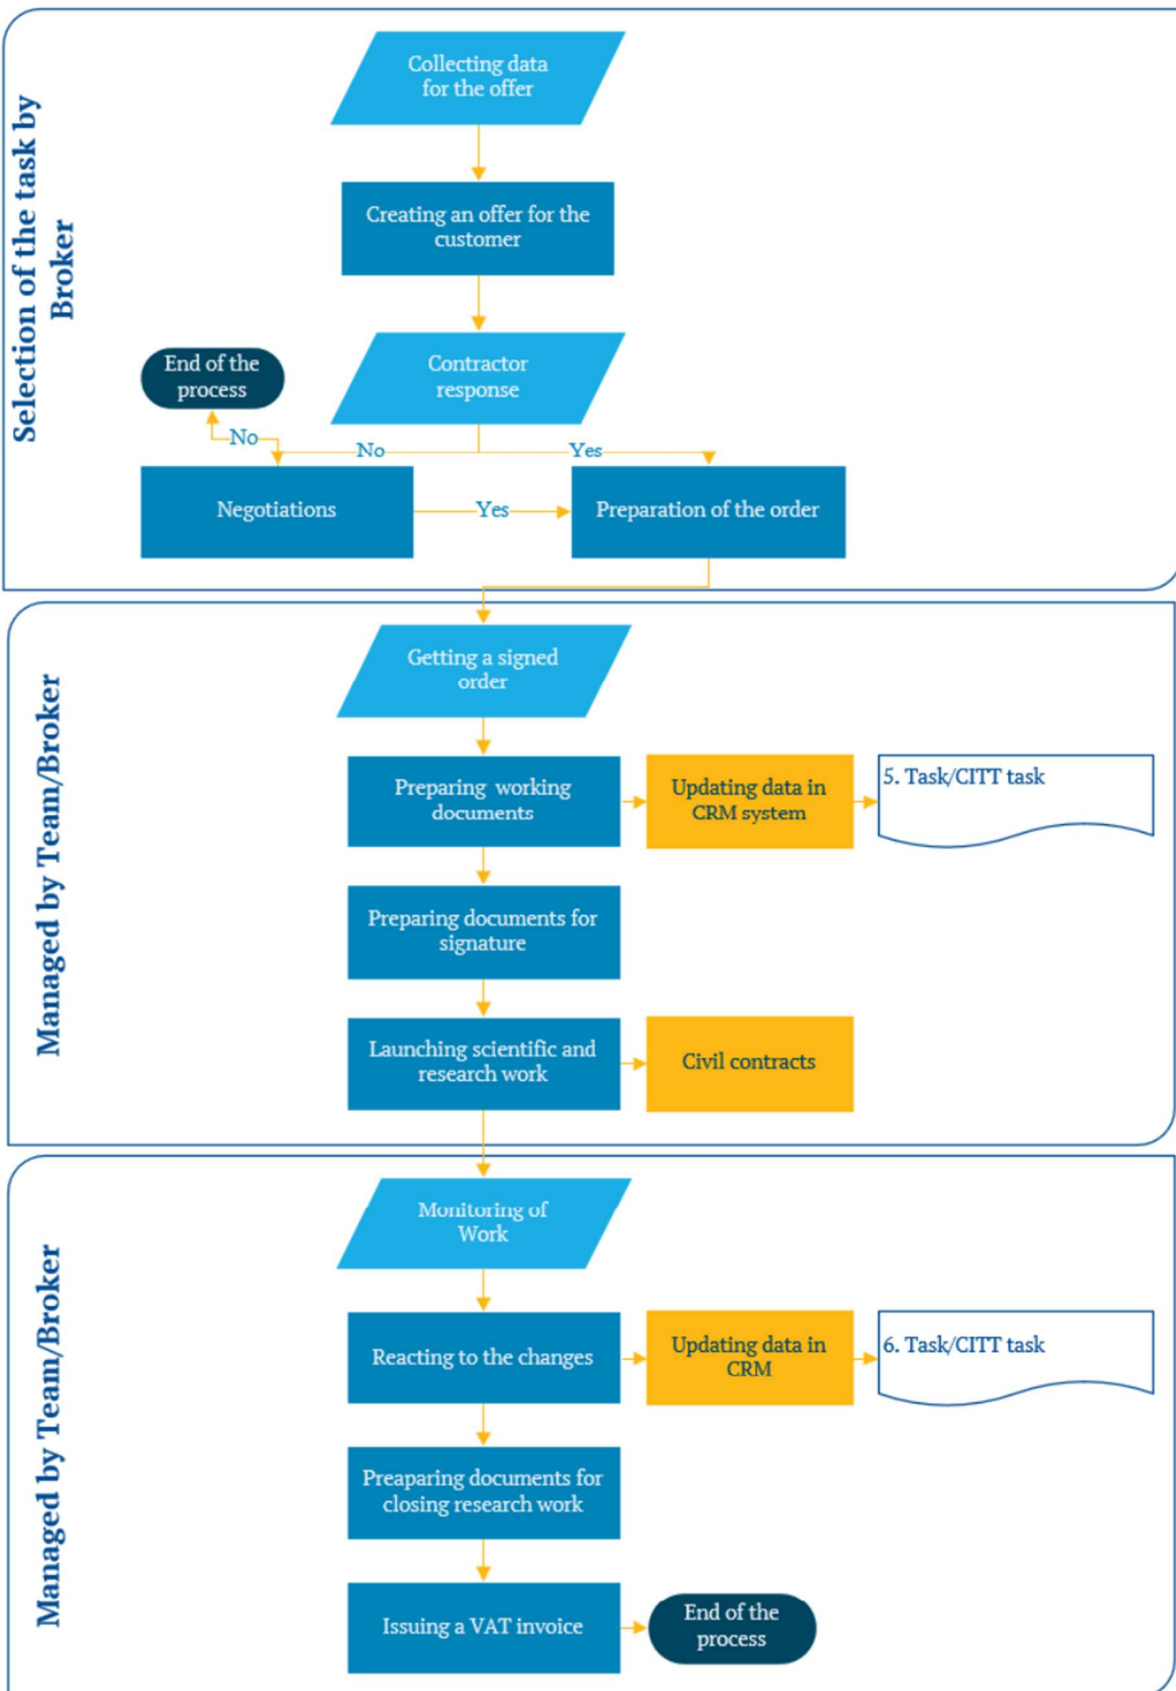 Selection of the task by
Broker
Collecting data
for the offer
Creating an offer for the
customer
Contractor
response
End of the
process
No
No
Yes
Negotiations
Yes
Preparation of the order
Managed by Team/Broker
Getting a signed
order
Preparing working
documents
Updating data in
CRM system
5. Task/CITT task
Preparing documents for
signature
Launching scientific and
research work
Civil contracts
Managed by Team/Broker
Monitoring of
Work
Reacting to the changes
Updating data in
CRM
6. Task/CITT task
Preaparing documents for
closing research work
Issuing a VAT invoice
End of the
process